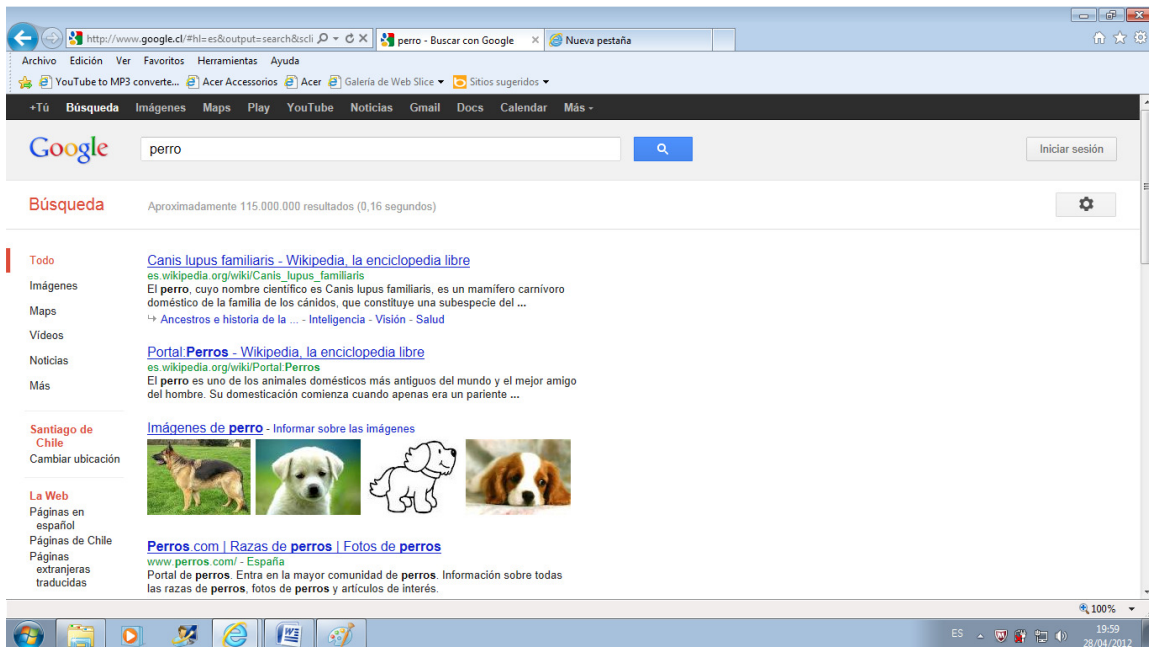 http://www.google.cl/#hl=es&output=search&scli
perro - Buscar con Google
Nueva pestaña
Archivo Edición Ver Favoritos Herramientas Ayuda
YouTube to MP3 converte... Acer Accessorios Acer Galería de Web Slice Sitios sugeridos
+Tú Búsqueda Imágenes Maps Play YouTube Noticias Gmail Docs Calendar Más
Google perro Iniciar sesión
Búsqueda Aproximadamente 115.000.000 resultados (0,16 segundos)
Todo
Imágenes
Maps
Vídeos
Noticias
Más
Santiago de
Chile
Cambiar ubicación
La Web
Páginas en
español
Páginas de Chile
Páginas
extranjeras
traducidas
Canis lupus familiaris - Wikipedia, la enciclopedia libre
es.wikipedia.org/wiki/Canis_lupus_familiaris
El perro, cuyo nombre científico es Canis lupus familiaris, es un mamífero carnívoro
doméstico de la familia de los cánidos, que constituye una subespecie del ...
Ancestros e historia de la ... - Inteligencia - Visión - Salud
Portal:Perros - Wikipedia, la enciclopedia libre
es.wikipedia.org/wiki/Portal:Perros
El perro es uno de los animales domésticos más antiguos del mundo y el mejor amigo
del hombre. Su domesticación comienza cuando apenas era un pariente ...
Imágenes de perro - Informar sobre las imágenes
Perros.com | Razas de perros | Fotos de perros
www.perros.com/ - España
Portal de perros. Entra en la mayor comunidad de perros. Información sobre todas
las razas de perros, fotos de perros y artículos de interés.
100%
W
ES
19:59
28/04/2012